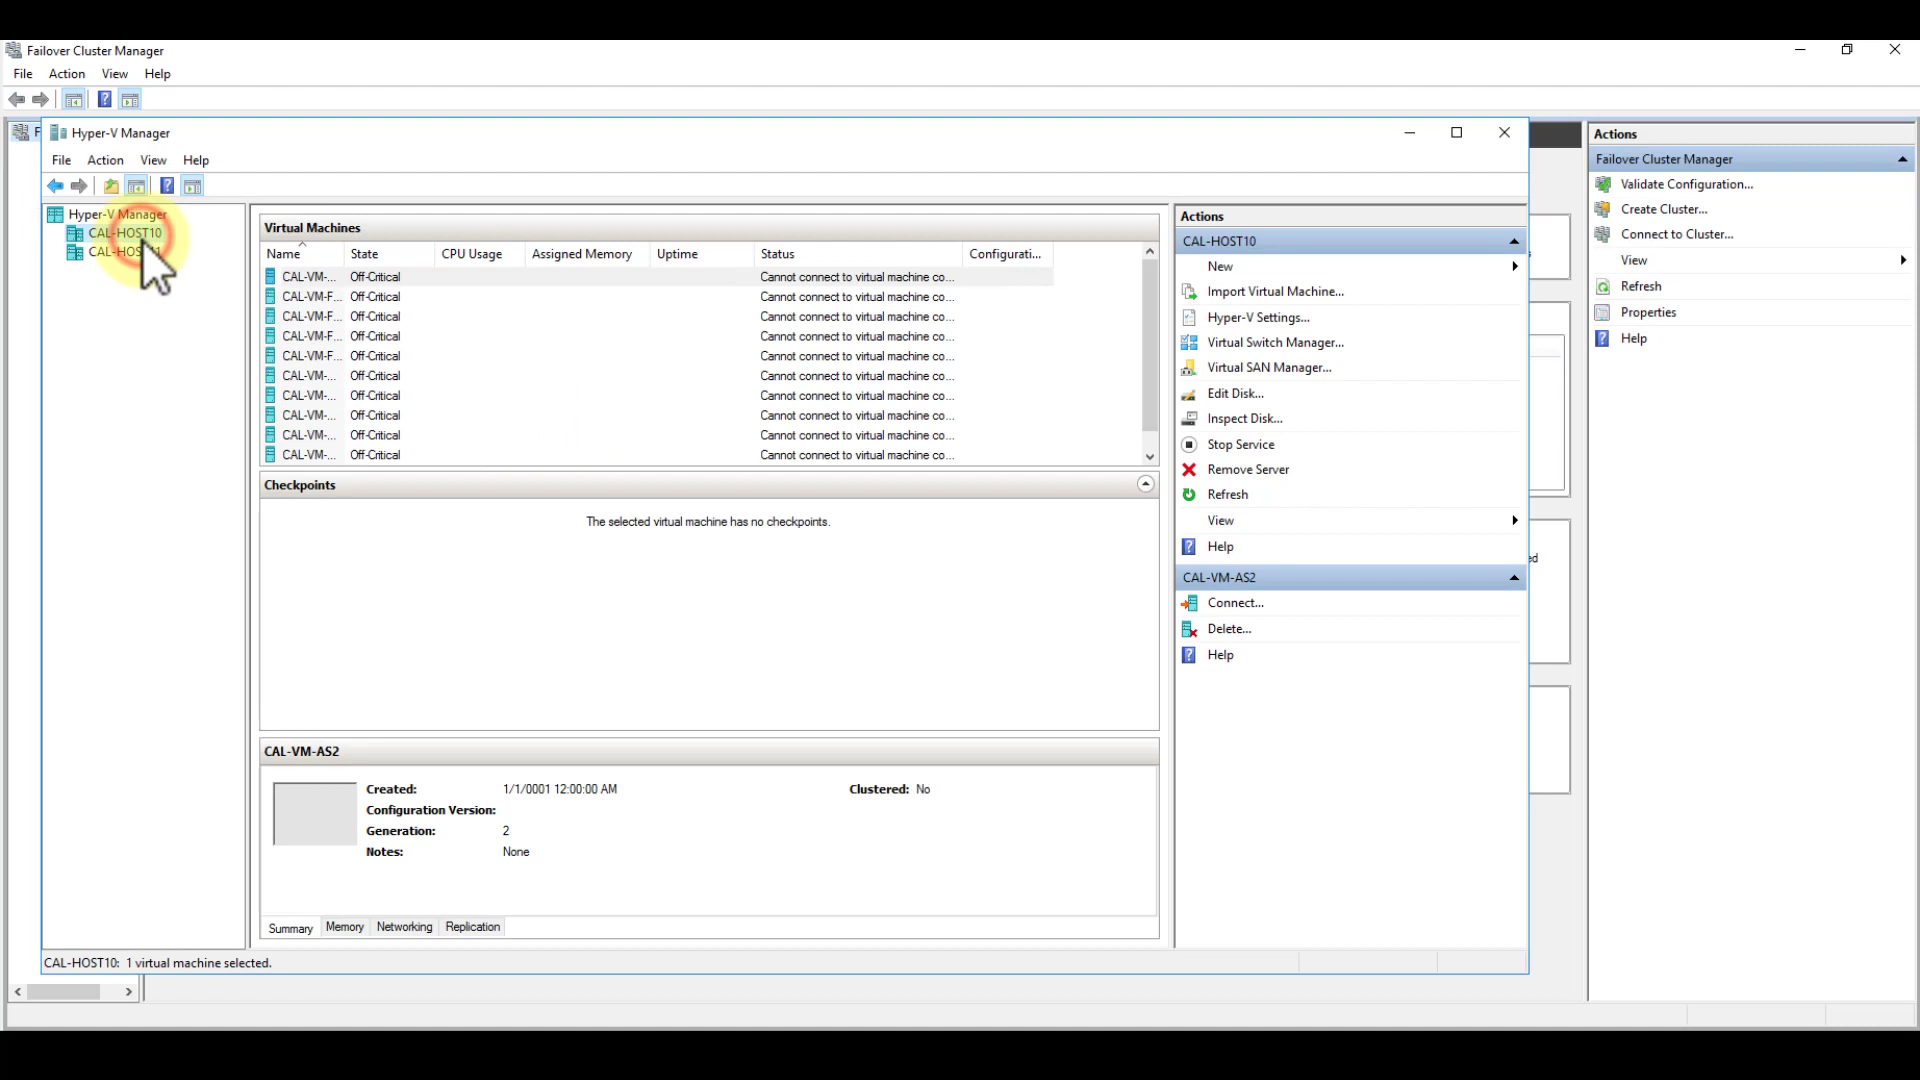 Failover Cluster Manager
File Action View Help
F
Hyper-V Manager
File Action View Help
Hyper-V Manager
CAL-HOST10
CAL-HOST11
Virtual Machines
Name State CPU Usage Assigned Memory Uptime Status Configurati...
CAL-VM-... Off-Critical Cannot connect to virtual machine co...
CAL-VM-F... Off-Critical Cannot connect to virtual machine co...
CAL-VM-F... Off-Critical Cannot connect to virtual machine co...
CAL-VM-F... Off-Critical Cannot connect to virtual machine co...
CAL-VM-F... Off-Critical Cannot connect to virtual machine co...
CAL-VM-... Off-Critical Cannot connect to virtual machine co...
CAL-VM-... Off-Critical Cannot connect to virtual machine co...
CAL-VM-... Off-Critical Cannot connect to virtual machine co...
CAL-VM-... Off-Critical Cannot connect to virtual machine co...
CAL-VM-... Off-Critical Cannot connect to virtual machine co...
Checkpoints
The selected virtual machine has no checkpoints.
CAL-VM-AS2
Created: 1/1/0001 12:00:00 AM Clustered: No
Configuration Version:
Generation: 2
Notes: None
Summary Memory Networking Replication
CAL-HOST10: 1 virtual machine selected.
Actions
CAL-HOST10
New
Import Virtual Machine...
Hyper-V Settings...
Virtual Switch Manager...
Virtual SAN Manager...
Edit Disk...
Inspect Disk...
Stop Service
Remove Server
Refresh
View
Help
CAL-VM-AS2
Connect...
Delete...
Help
ed
Actions
Failover Cluster Manager
Validate Configuration...
Create Cluster...
Connect to Cluster...
View
Refresh
Properties
Help